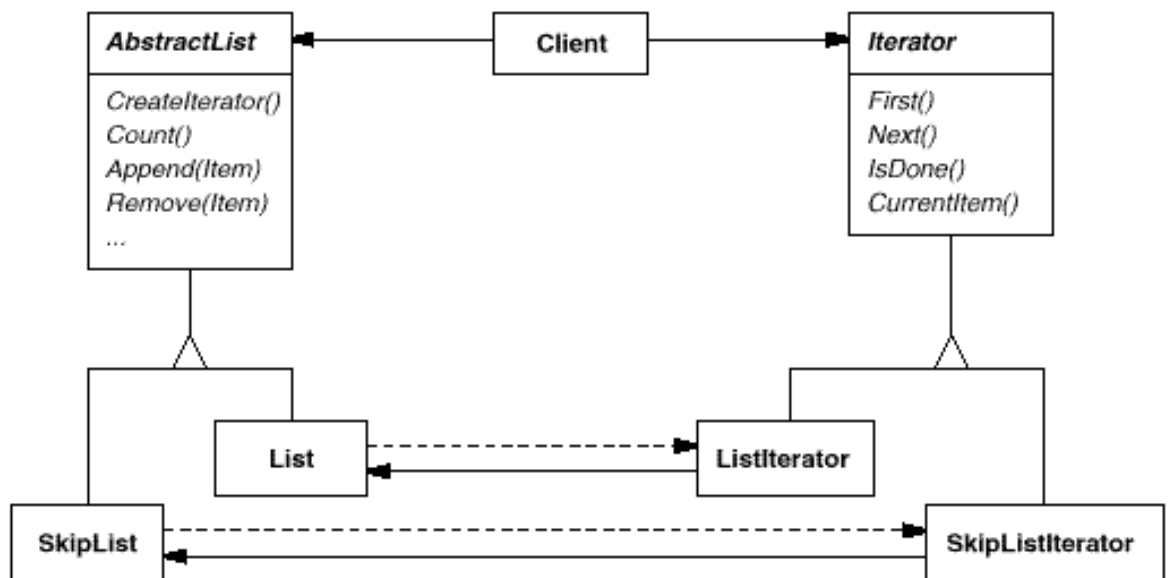 AbstractList
CreateIterator()
Count()
Append(Item)
Remove(Item)
...
Client
Iterator
First()
Next()
IsDone()
CurrentItem()
List
ListIterator
SkipList
SkipListIterator